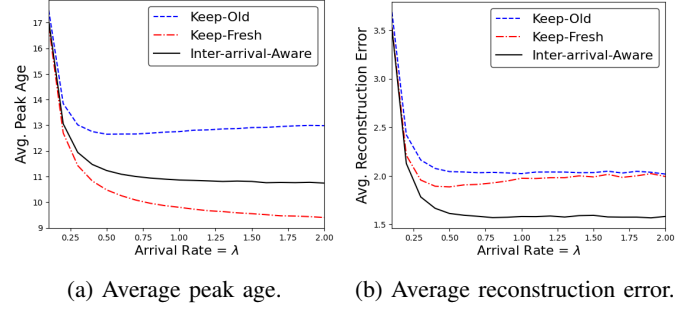 Keep-Old
Keep-Fresh
Inter-arrival-Aware
Avg. Peak Age
17
16
15
14
13
12
11
10
9
0.25 0.50 0.75 1.00 1.25 1.50 1.75 2.00
Arrival Rate = λ
(a) Average peak age.
Keep-Old
Keep-Fresh
Inter-arrival-Aware
Avg. Reconstruction Error
3.5
3.0
2.5
2.0
1.5
0.25 0.50 0.75 1.00 1.25 1.50 1.75 2.00
Arrival Rate = λ
(b) Average reconstruction error.